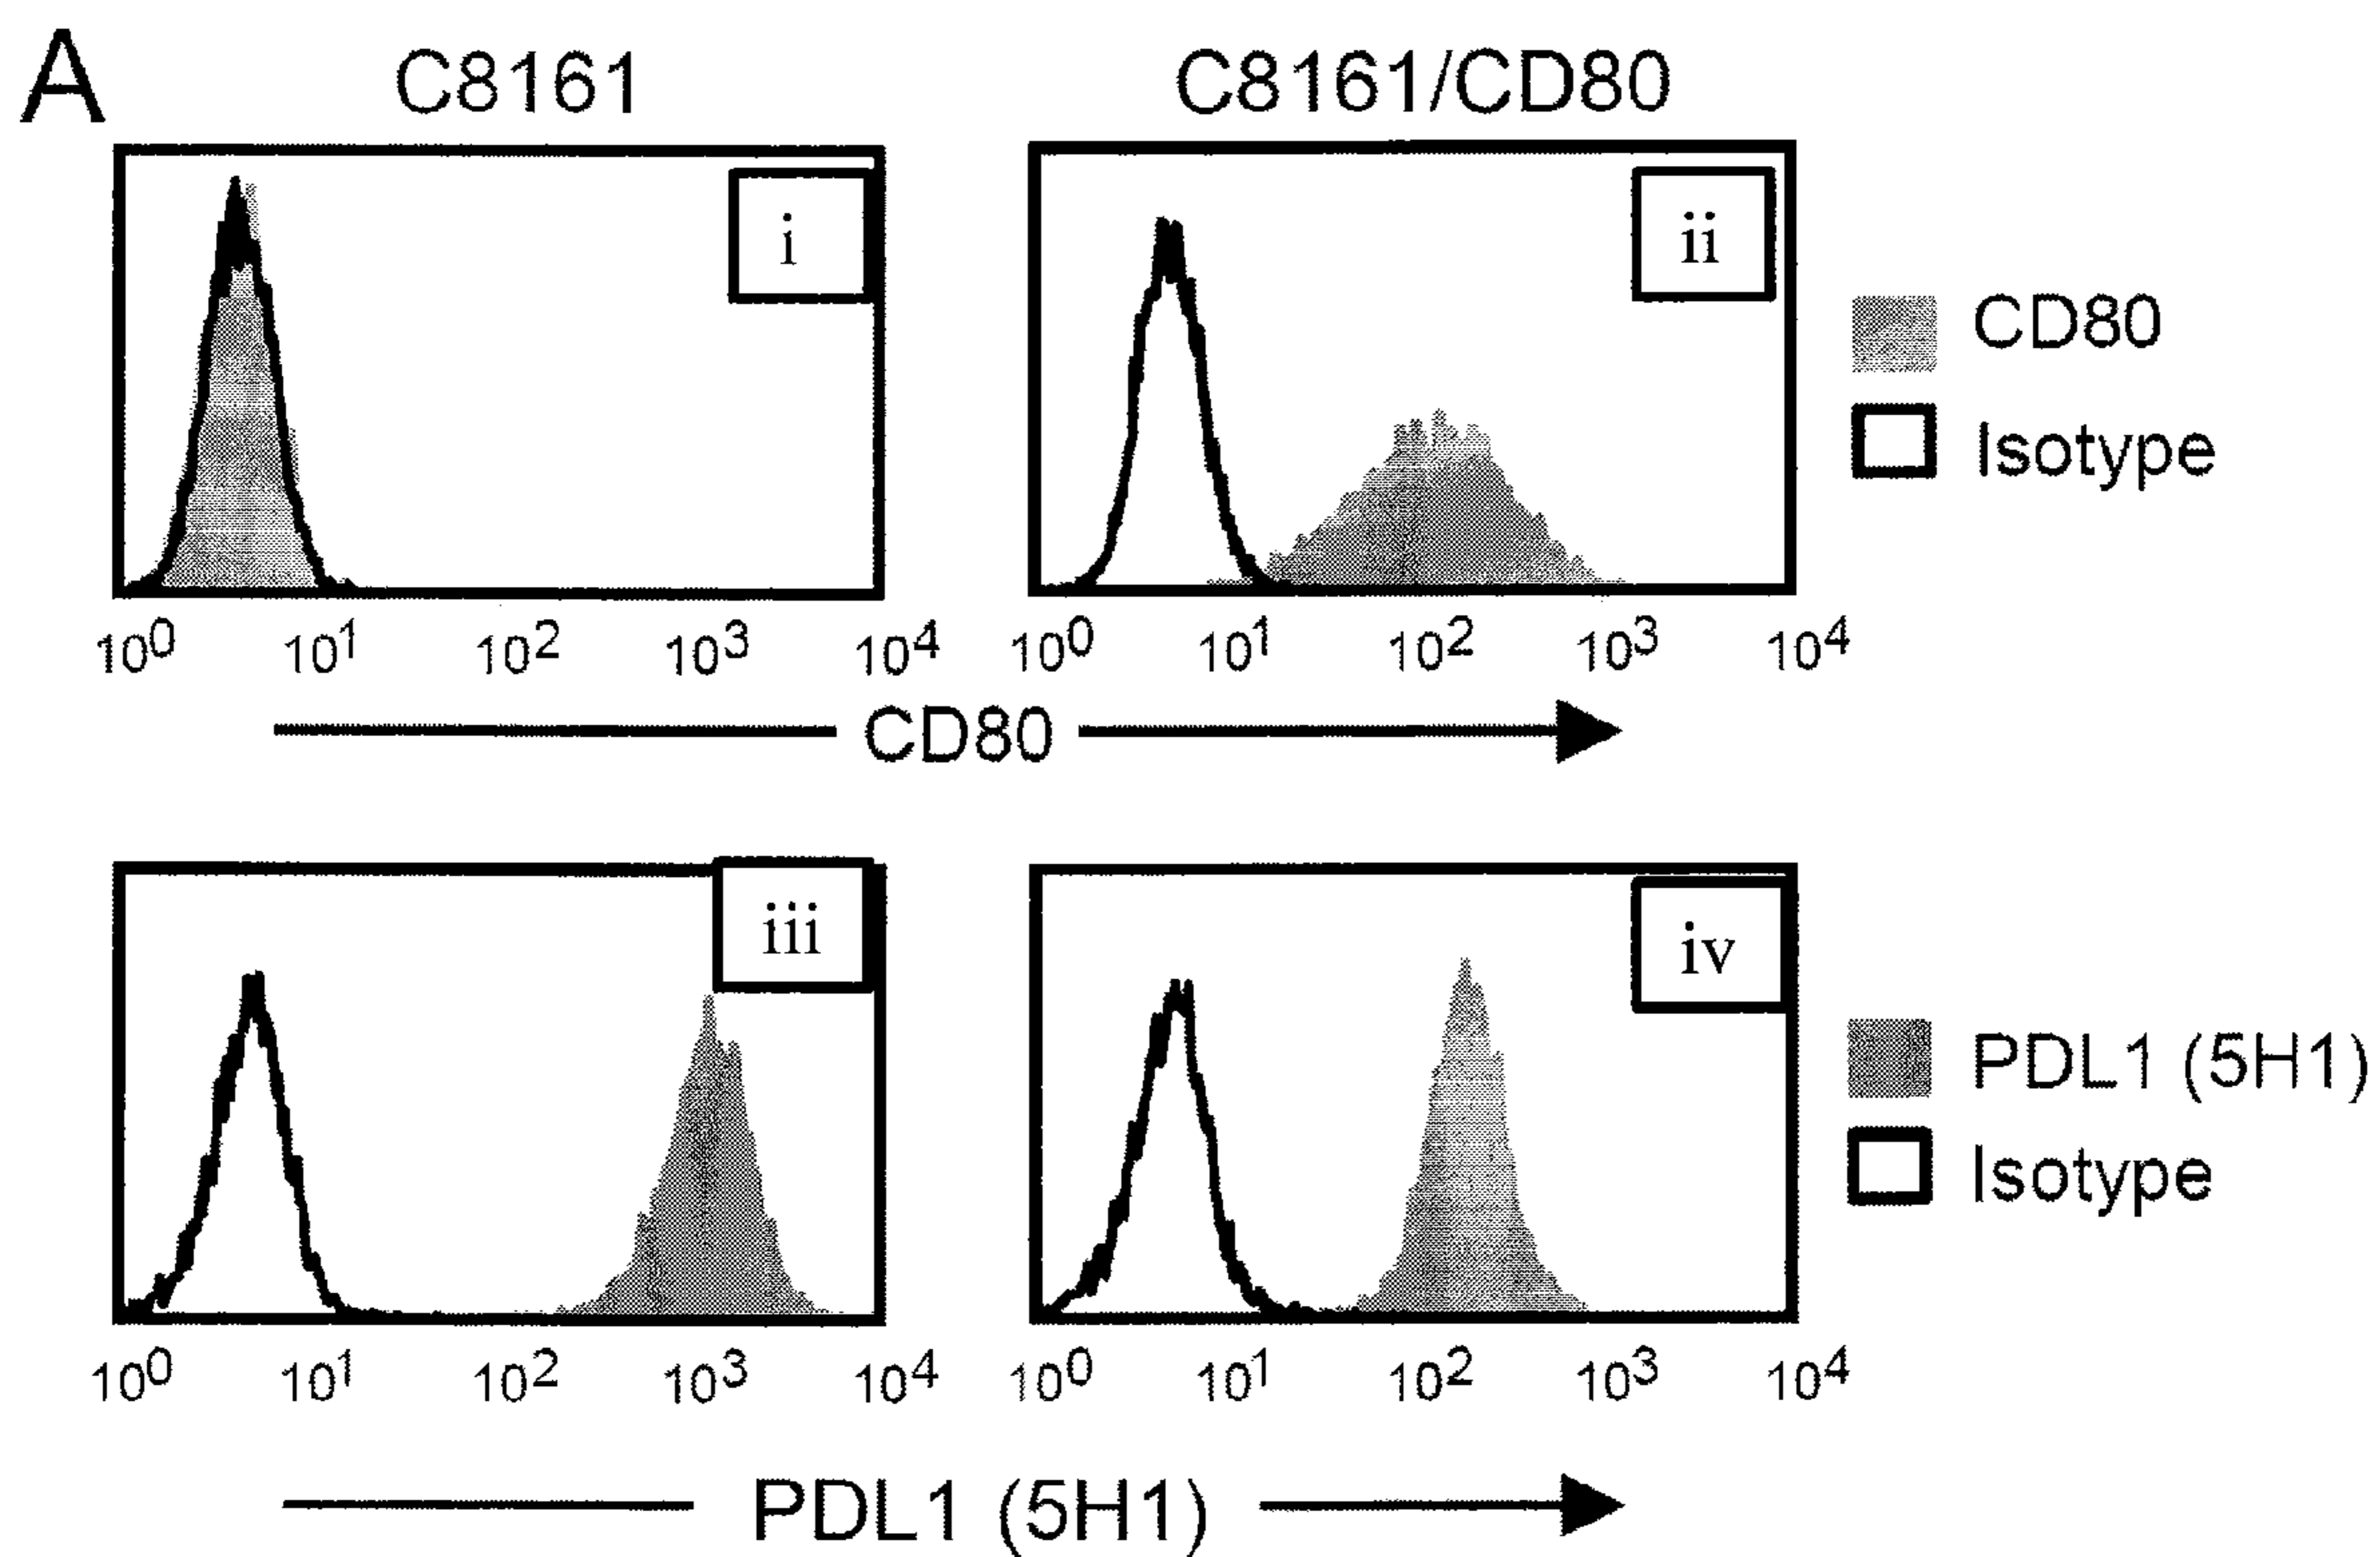 A
C8161 C8161/CD80
i ii
CD80
Isotype
10⁰ 10¹ 10² 10³ 10⁴ 10⁰ 10¹ 10² 10³ 10⁴
CD80
iii iv
PDL1 (5H1)
Isotype
10⁰ 10¹ 10² 10³ 10⁴ 10⁰ 10¹ 10² 10³ 10⁴
PDL1 (5H1)